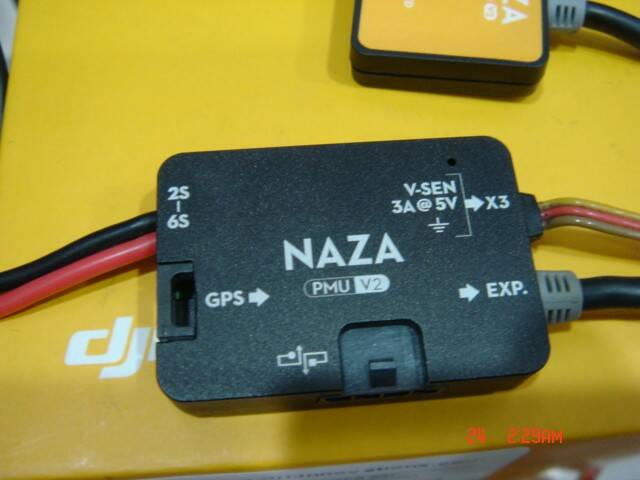 2S
-
6S
V-SEN
3A@5V
X3
NAZA
GPS
PMU V2
EXP.
dji
24 2:29AM